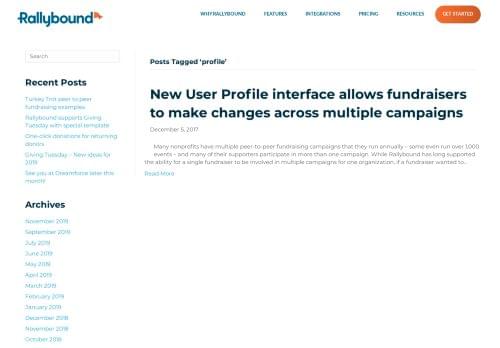 Rallybound
WHY RALLYBOUND
FEATURES
INTEGRATIONS
PRICING
RESOURCES
GET STARTED
Search
Recent Posts
Turkey Trot peer to peer
fundraising examples
Rallybound supports Giving
Tuesday with special template
One-click donations for returning
donors
Giving Tuesday – New ideas for
2019
See you at Dreamforce later this
month!
Archives
November 2019
September 2019
July 2019
June 2019
May 2019
April 2019
March 2019
February 2019
January 2019
December 2018
November 2018
October 2018
Posts Tagged ‘profile’
New User Profile interface allows fundraisers
to make changes across multiple campaigns
December 5, 2017
Many nonprofits have multiple peer-to-peer fundraising campaigns that they run annually – some even run over 1,000
events – and many of their supporters participate in more than one campaign. While Rallybound has long supported
the ability for a single fundraiser to be involved in multiple campaigns for one organization, if a fundraiser wanted to...
Read More